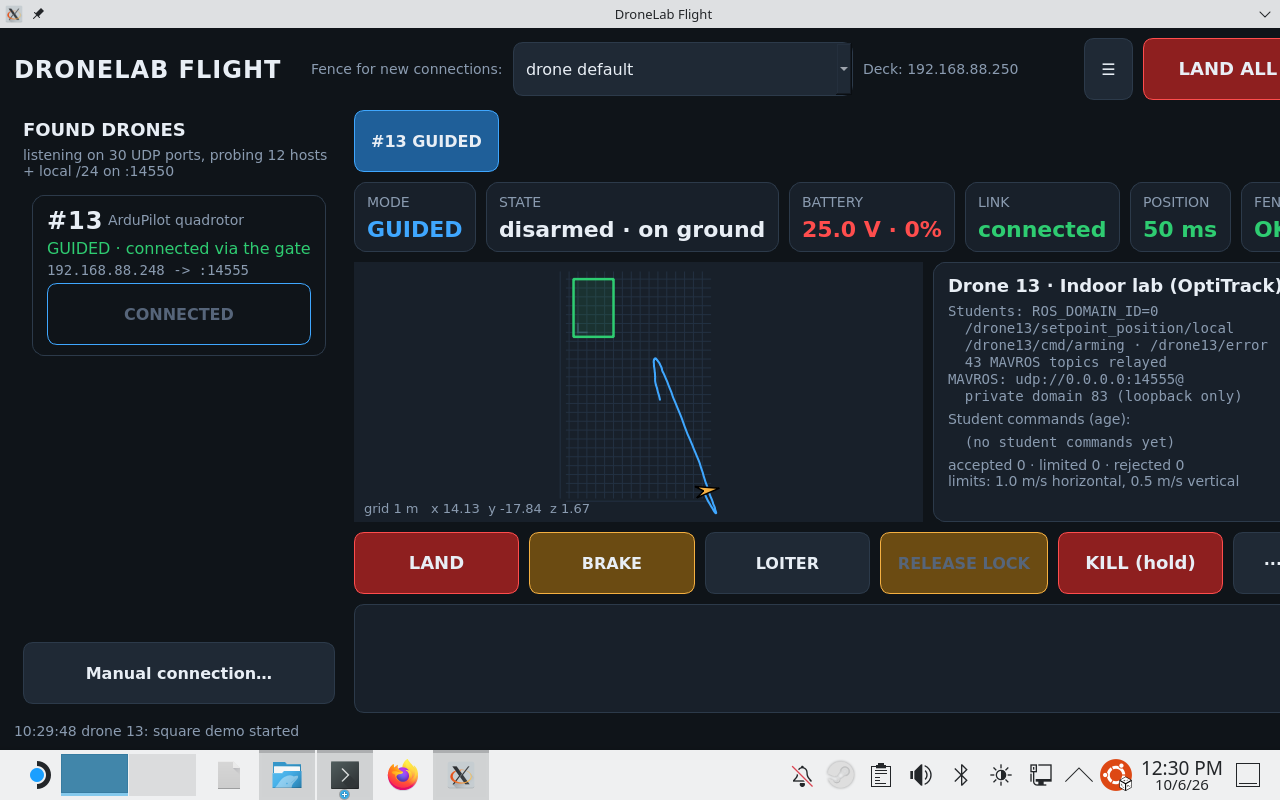 DroneLab Flight
DRONELAB FLIGHT
Fence for new connections:
drone default
Deck: 192.168.88.250
☰
LAND ALL
FOUND DRONES
listening on 30 UDP ports, probing 12 hosts
+ local /24 on :14550
#13 ArduPilot quadrotor
GUIDED · connected via the gate
192.168.88.248 -> :14555
CONNECTED
Manual connection…
10:29:48 drone 13: square demo started
#13 GUIDED
MODE
GUIDED
STATE
disarmed · on ground
BATTERY
25.0 V · 0%
LINK
connected
POSITION
50 ms
FEN
OK
grid 1 m x 14.13 y -17.84 z 1.67
Drone 13 · Indoor lab (OptiTrack)
Students: ROS_DOMAIN_ID=0
/drone13/setpoint_position/local
/drone13/cmd/arming · /drone13/error
43 MAVROS topics relayed
MAVROS: udp://0.0.0.0:14555@
private domain 83 (loopback only)
Student commands (age):
(no student commands yet)
accepted 0 · limited 0 · rejected 0
limits: 1.0 m/s horizontal, 0.5 m/s vertical
LAND
BRAKE
LOITER
RELEASE LOCK
KILL (hold)
...
12:30 PM
10/6/26